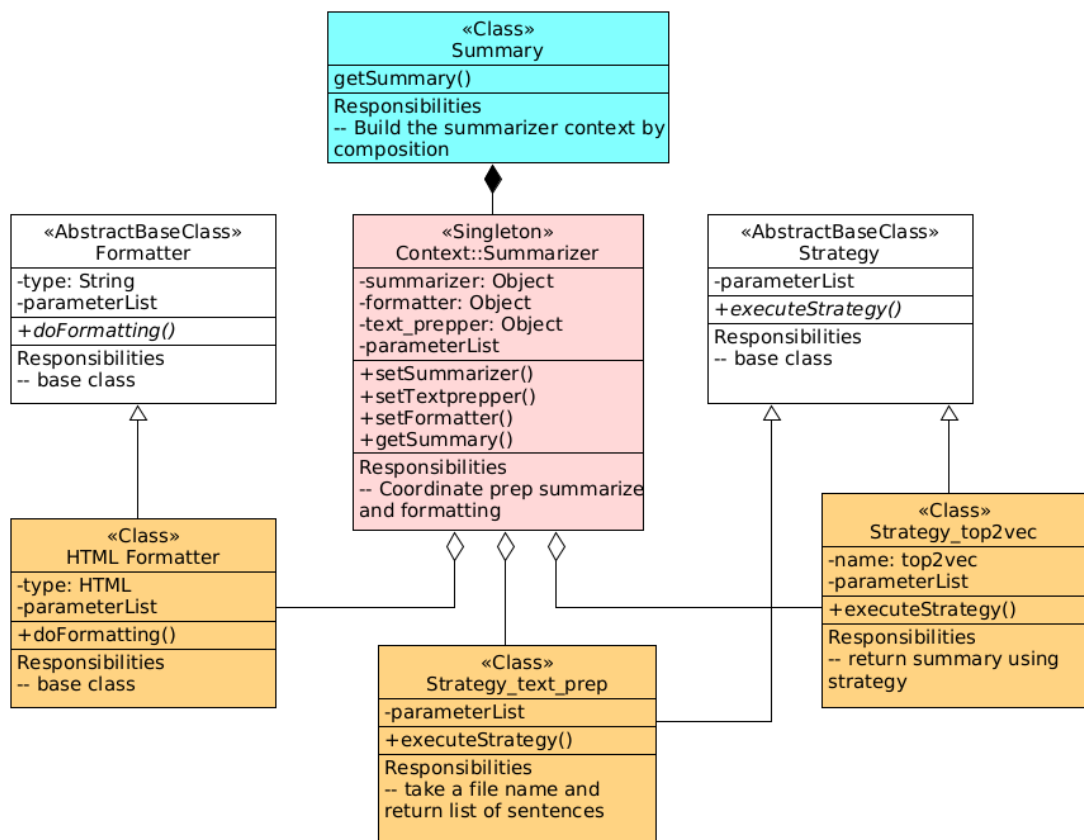 «Class»
Summary
getSummary()
Responsibilities
-- Build the summarizer context by
composition
«AbstractBaseClass»
Formatter
-type: String
-parameterList
+doFormatting()
Responsibilities
-- base class
«Singleton»
Context::Summarizer
-summarizer: Object
-formatter: Object
-text_prepper: Object
-parameterList
+setSummarizer()
+setTextprepper()
+setFormatter()
+getSummary()
Responsibilities
-- Coordinate prep summarize
and formatting
«AbstractBaseClass»
Strategy
-parameterList
+executeStrategy()
Responsibilities
-- base class
«Class»
HTML Formatter
-type: HTML
-parameterList
+doFormatting()
Responsibilities
-- base class
«Class»
Strategy_text_prep
-parameterList
+executeStrategy()
Responsibilities
-- take a file name and
return list of sentences
«Class»
Strategy_top2vec
-name: top2vec
-parameterList
+executeStrategy()
Responsibilities
-- return summary using
strategy